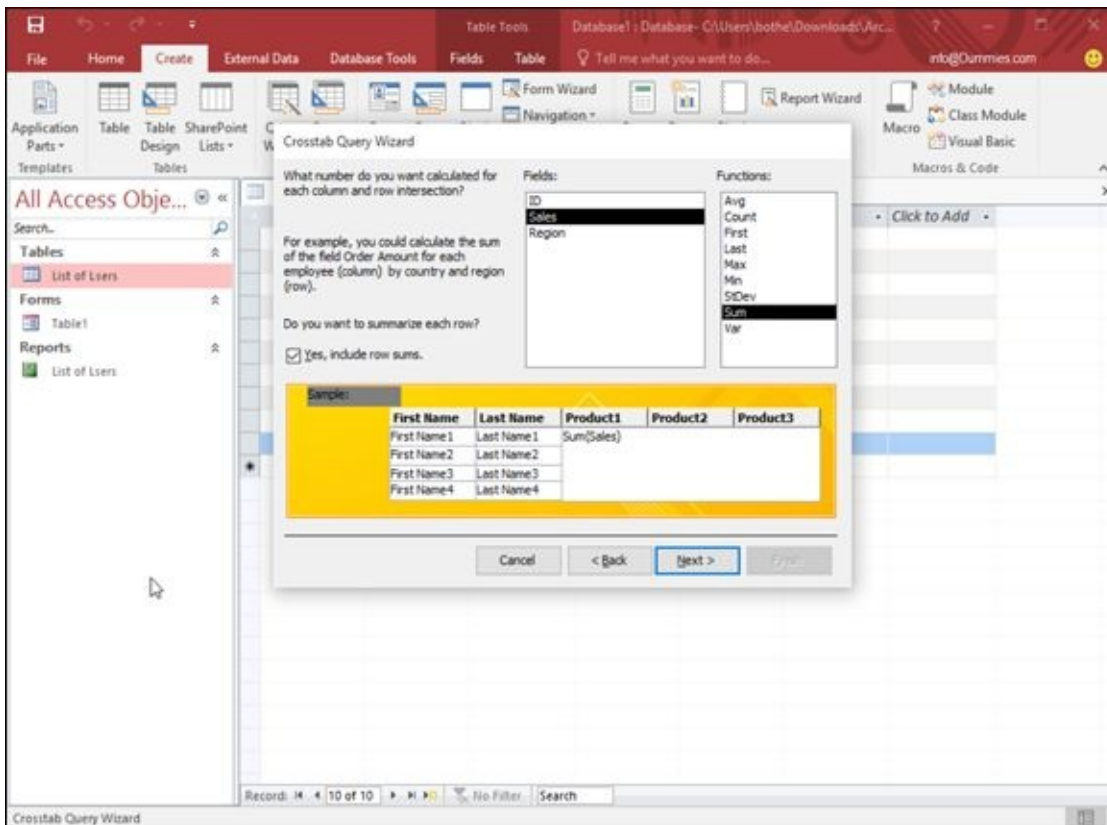 Table Tools Database1 : Database- C:\Users\bothe\Downloads\Arc... ?
File Home Create External Data Database Tools Fields Table Tell me what you want to do... info@Dummies.com
Application Parts
Table
Table Design
SharePoint Lists
Form Wizard
Navigation
Report Wizard
Macro
Module
Class Module
Visual Basic
Templates Tables Macros & Code
All Access Obje... «
Search..
Tables
List of Lsers
Forms
Table1
Reports
List of Lsers
Click to Add
Crosstab Query Wizard
What number do you want calculated for
each column and row intersection?
For example, you could calculate the sum
of the field Order Amount for each
employee (column) by country and region
(row).
Do you want to summarize each row?
Yes, include row sums.
Fields:
ID
Sales
Region
Functions:
Avg
Count
First
Last
Max
Min
StDev
Sum
Var
Sample:
First Name Last Name Product1 Product2 Product3
First Name1 Last Name1 Sum(Sales)
First Name2 Last Name2
First Name3 Last Name3
First Name4 Last Name4
Cancel < Back Next >
Record: 10 of 10 No Filter Search
Crosstab Query Wizard